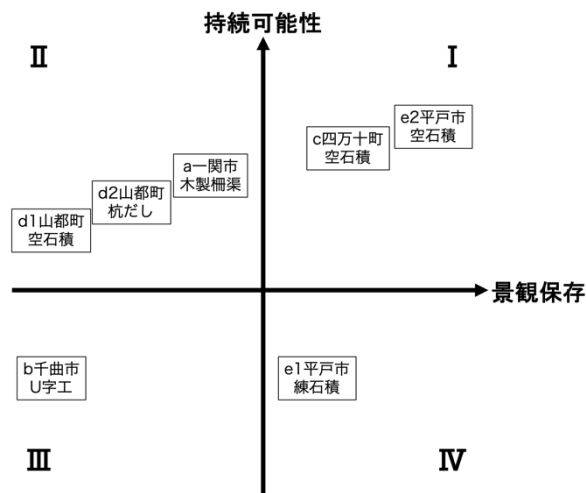 持続可能性
Ⅱ
Ⅰ
e2平戸市
空石積
c四万十町
空石積
a一関市
木製柵渠
d2山都町
杭だし
d1山都町
空石積
景観保存
b千曲市
U字工
e1平戸市
練石積
Ⅲ
Ⅳ